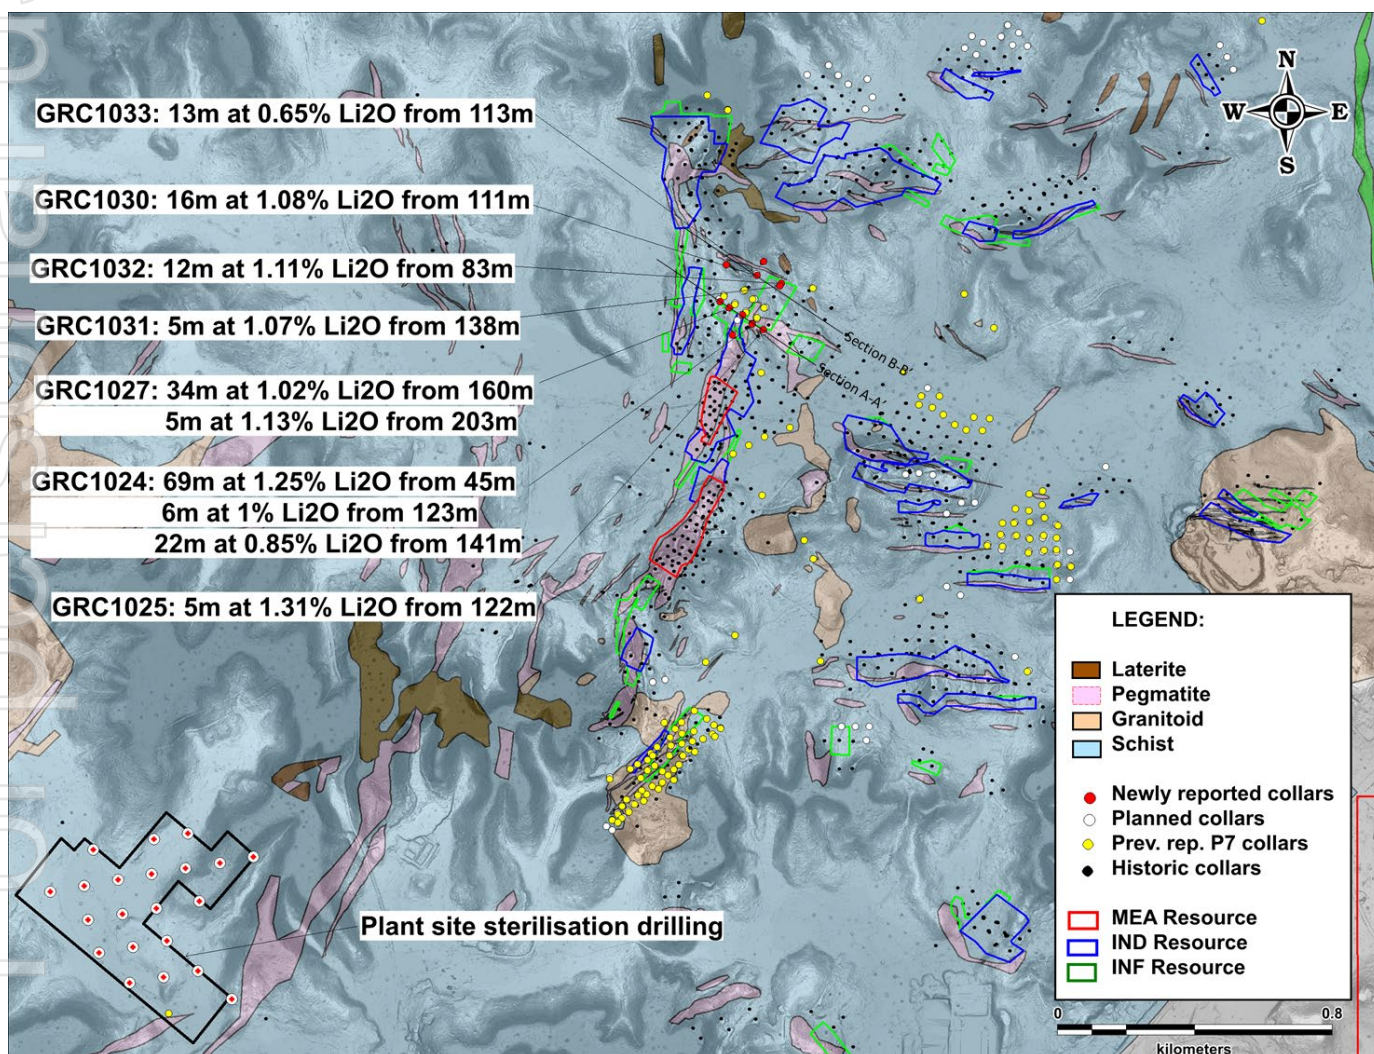 GRC1033: 13m at 0.65% Li2O from 113m
GRC1030: 16m at 1.08% Li2O from 111m
GRC1032: 12m at 1.11% Li2O from 83m
GRC1031: 5m at 1.07% Li2O from 138m
GRC1027: 34m at 1.02% Li2O from 160m
5m at 1.13% Li2O from 203m
GRC1024: 69m at 1.25% Li2O from 45m
6m at 1% Li2O from 123m
22m at 0.85% Li2O from 141m
GRC1025: 5m at 1.31% Li2O from 122m
N
W E
S
Section B-B'
Section A-A'
Plant site sterilisation drilling
LEGEND:
Laterite
Pegmatite
Granitoid
Schist
Newly reported collars
Planned collars
Prev. rep. P7 collars
Historic collars
MEA Resource
IND Resource
INF Resource
0 0.8
kilometers